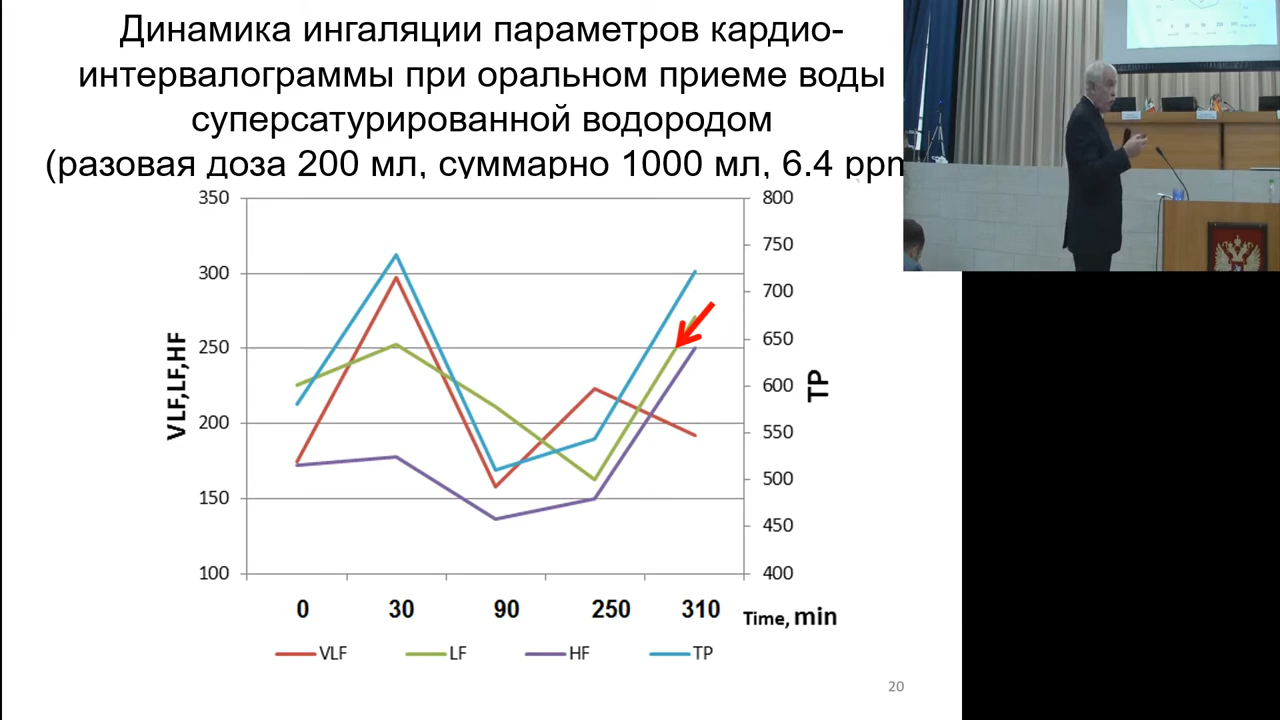 Динамика ингаляции параметров кардио-
интервалограммы при оральном приеме воды
суперсатурированной водородом
(разовая доза 200 мл, суммарно 1000 мл, 6.4 ppm
350
300
250
200
150
100
VLF,LF,HF
800
750
700
650
600
550
500
450
400
TP
0 30 90 250 310 Time, min
VLF LF HF TP
20